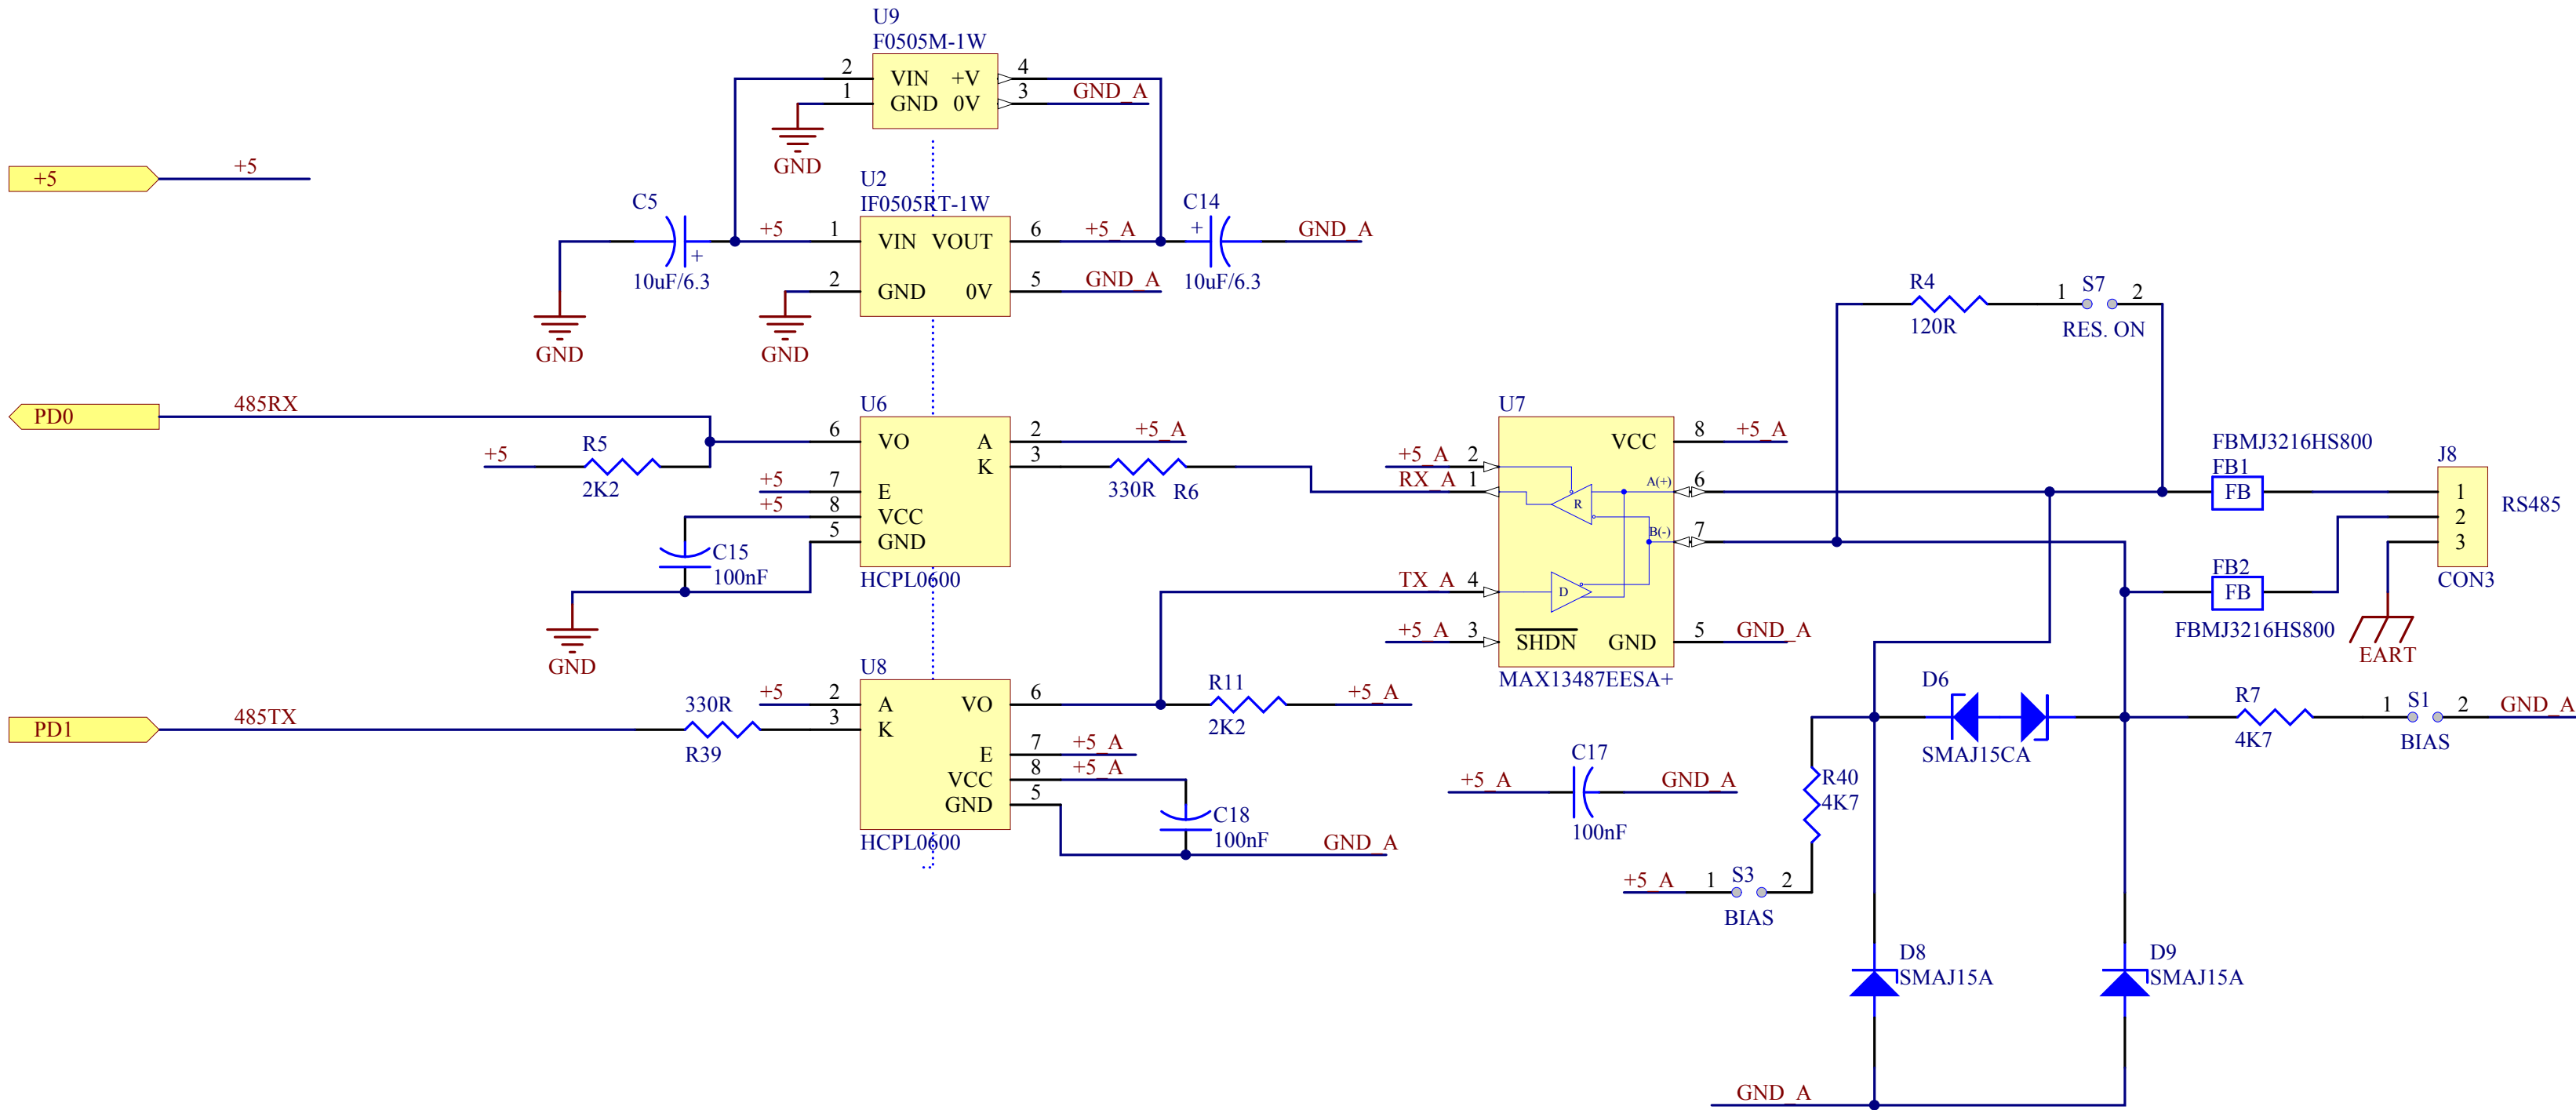 U9
F0505M-1W
2 VIN +V 4
1 GND 0V 3 GND_A
GND
+5 +5
U2
IF0505RT-1W
C5
10uF/6.3
+
+5 1 VIN VOUT 6 +5_A
2 GND 0V 5 GND_A
GND
GND
C14
+
10uF/6.3
GND_A
R4
120R
1 S7 2
RES. ON
PD0 485RX
U6
6 VO A 2 +5_A
K 3
+5 R5
2K2
+5 7 E
+5 8 VCC
5 GND
C15
100nF
HCPL0600
GND
330R R6
U7
VCC 8 +5_A
+5_A 2
RX_A 1
R
A(+) 6
B(-) 7
TX_A 4
D
+5_A 3 SHDN GND 5 GND_A
MAX13487EESA+
FBMJ3216HS800
FB1
FB
FB2
FB
FBMJ3216HS800
J8
1
2
3
RS485
CON3
EART
PD1 485TX
330R
R39
U8
+5 2 A VO 6
3 K
E 7 +5_A
VCC 8 +5_A
GND 5
HCPL0600
R11
2K2
+5_A
C18
100nF
GND_A
+5_A C17 GND_A
100nF
D6
SMAJ15CA
R7
4K7
1 S1 2 GND_A
BIAS
R40
4K7
+5_A 1 S3 2
BIAS
D8
SMAJ15A
D9
SMAJ15A
GND_A